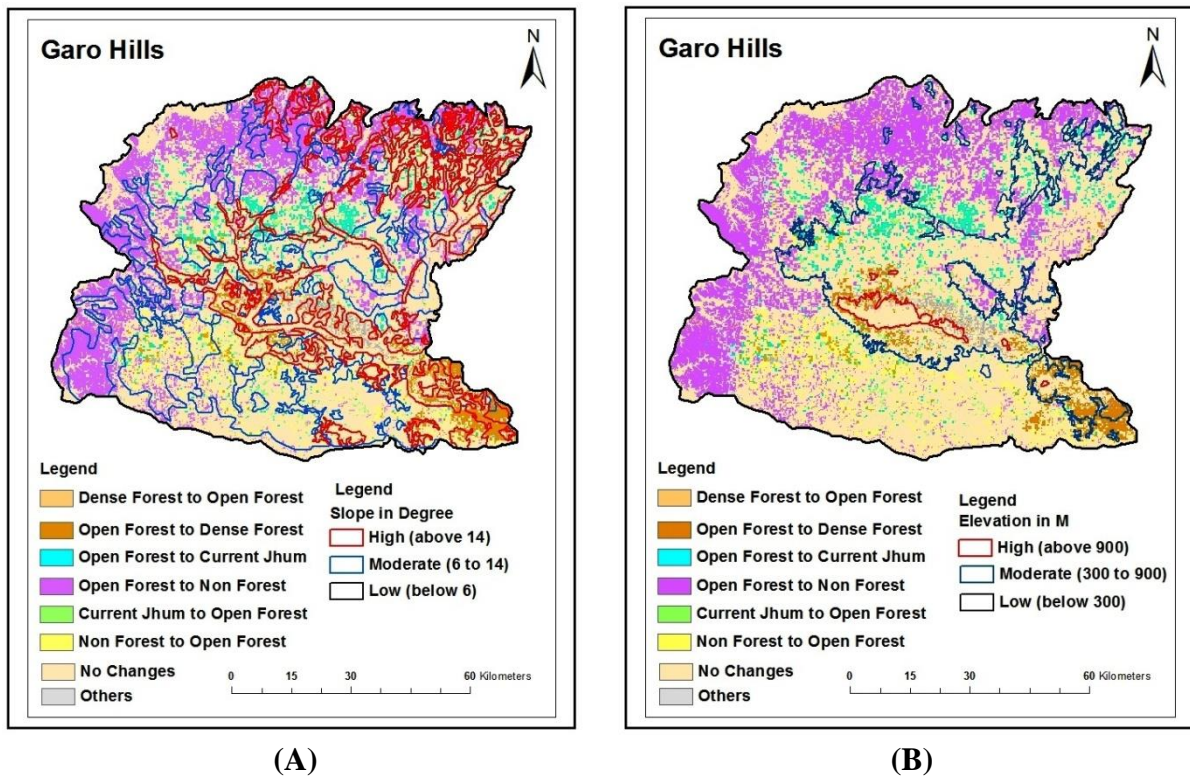 Garo Hills
N
Legend
Dense Forest to Open Forest
Open Forest to Dense Forest
Open Forest to Current Jhum
Open Forest to Non Forest
Current Jhum to Open Forest
Non Forest to Open Forest
No Changes
Others
Legend
Slope in Degree
High (above 14)
Moderate (6 to 14)
Low (below 6)
0 15 30 60 Kilometers
(A)
Garo Hills
N
Legend
Dense Forest to Open Forest
Open Forest to Dense Forest
Open Forest to Current Jhum
Open Forest to Non Forest
Current Jhum to Open Forest
Non Forest to Open Forest
No Changes
Others
Legend
Elevation in M
High (above 900)
Moderate (300 to 900)
Low (below 300)
0 15 30 60 Kilometers
(B)